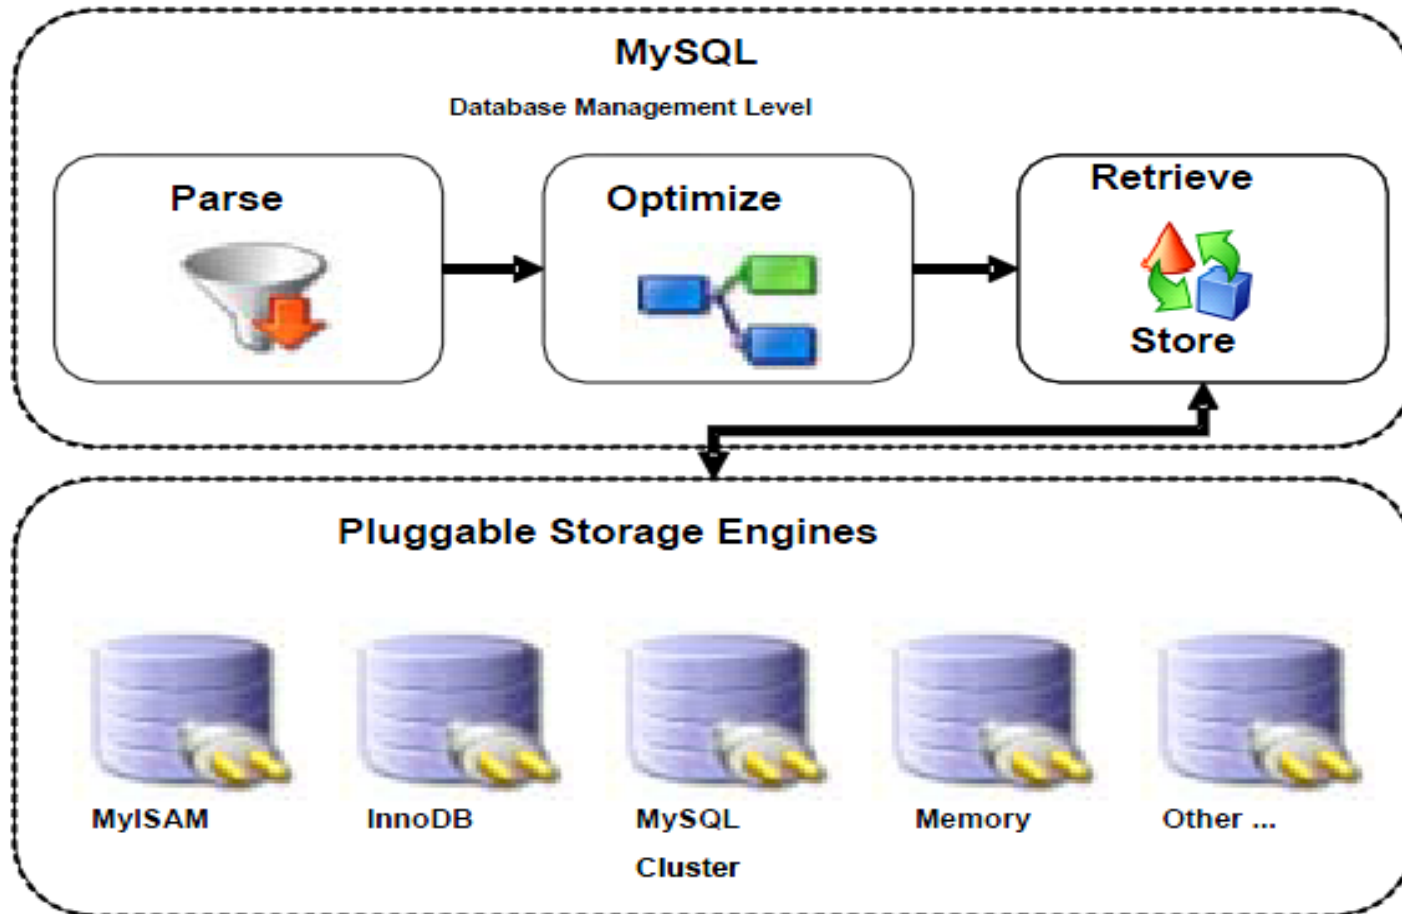 MySQL
Database Management Level
Parse
Optimize
Retrieve
Store
Pluggable Storage Engines
MyISAM
InnoDB
MySQL
Cluster
Memory
Other ...